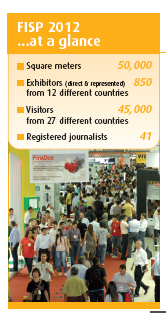 FISP 2012
...at a glance
Square meters 50,000
Exhibitors (direct & represented) 850
from 12 different countries
Visitors 45,000
from 27 different countries
Registered journalists 41